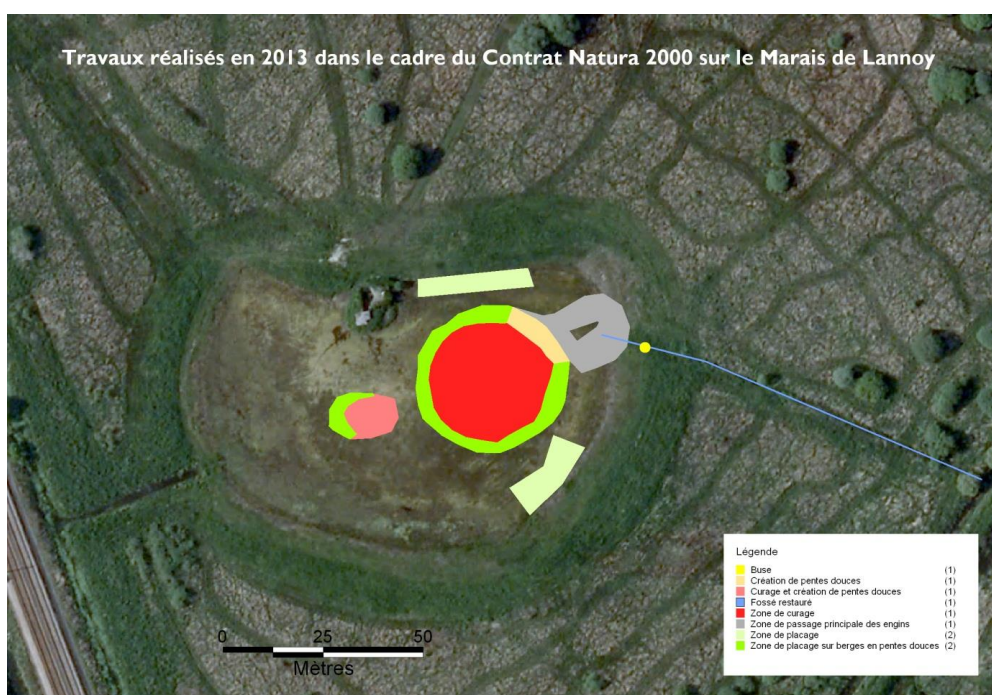 Travaux réalisés en 2013 dans le cadre du Contrat Natura 2000 sur le Marais de Lannoy
Légende
Buse (1)
Création de pentes douces (1)
Curage et création de pentes douces (1)
Fossé restauré (1)
Zone de curage (1)
Zone de passage principale des engins (1)
Zone de placage (2)
Zone de placage sur berges en pentes douces (2)
0 25 50
Mètres